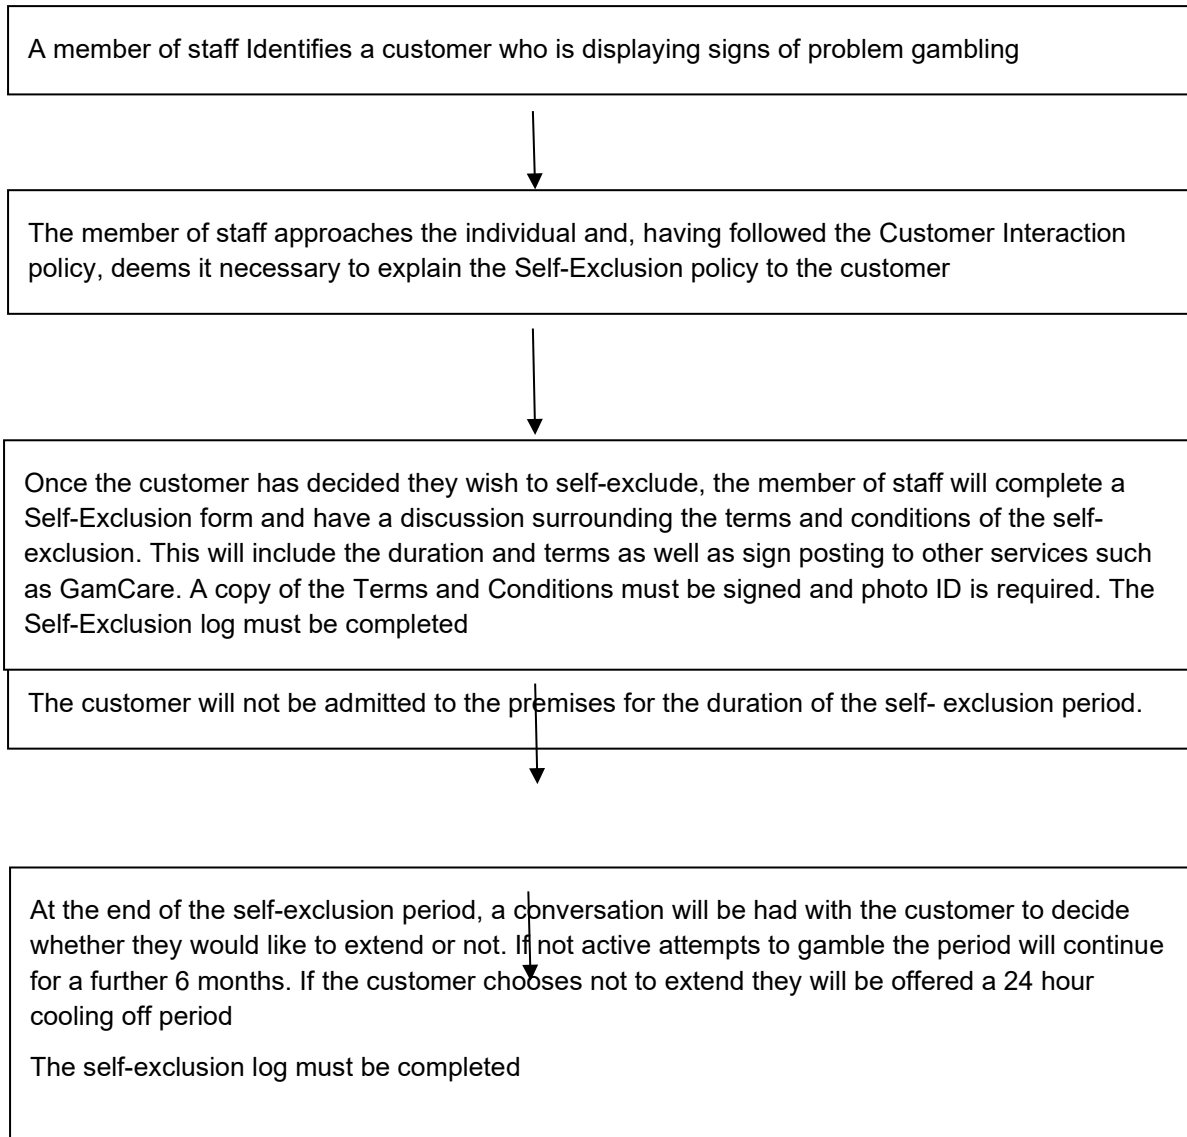 A member of staff Identifies a customer who is displaying signs of problem gambling
The member of staff approaches the individual and, having followed the Customer Interaction
policy, deems it necessary to explain the Self-Exclusion policy to the customer
Once the customer has decided they wish to self-exclude, the member of staff will complete a
Self-Exclusion form and have a discussion surrounding the terms and conditions of the self-
exclusion. This will include the duration and terms as well as sign posting to other services such
as GamCare. A copy of the Terms and Conditions must be signed and photo ID is required. The
Self-Exclusion log must be completed
The customer will not be admitted to the premises for the duration of the self- exclusion period.
At the end of the self-exclusion period, a conversation will be had with the customer to decide
whether they would like to extend or not. If not active attempts to gamble the period will continue
for a further 6 months. If the customer chooses not to extend they will be offered a 24 hour
cooling off period
The self-exclusion log must be completed